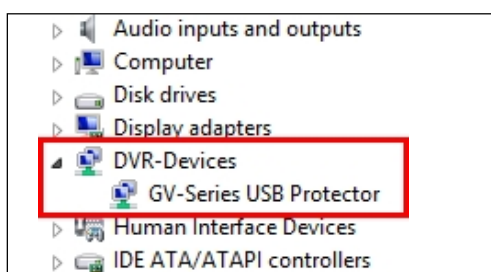 Audio inputs and outputs
Computer
Disk drives
Display adapters
DVR-Devices
GV-Series USB Protector
Human Interface Devices
IDE ATA/ATAPI controllers